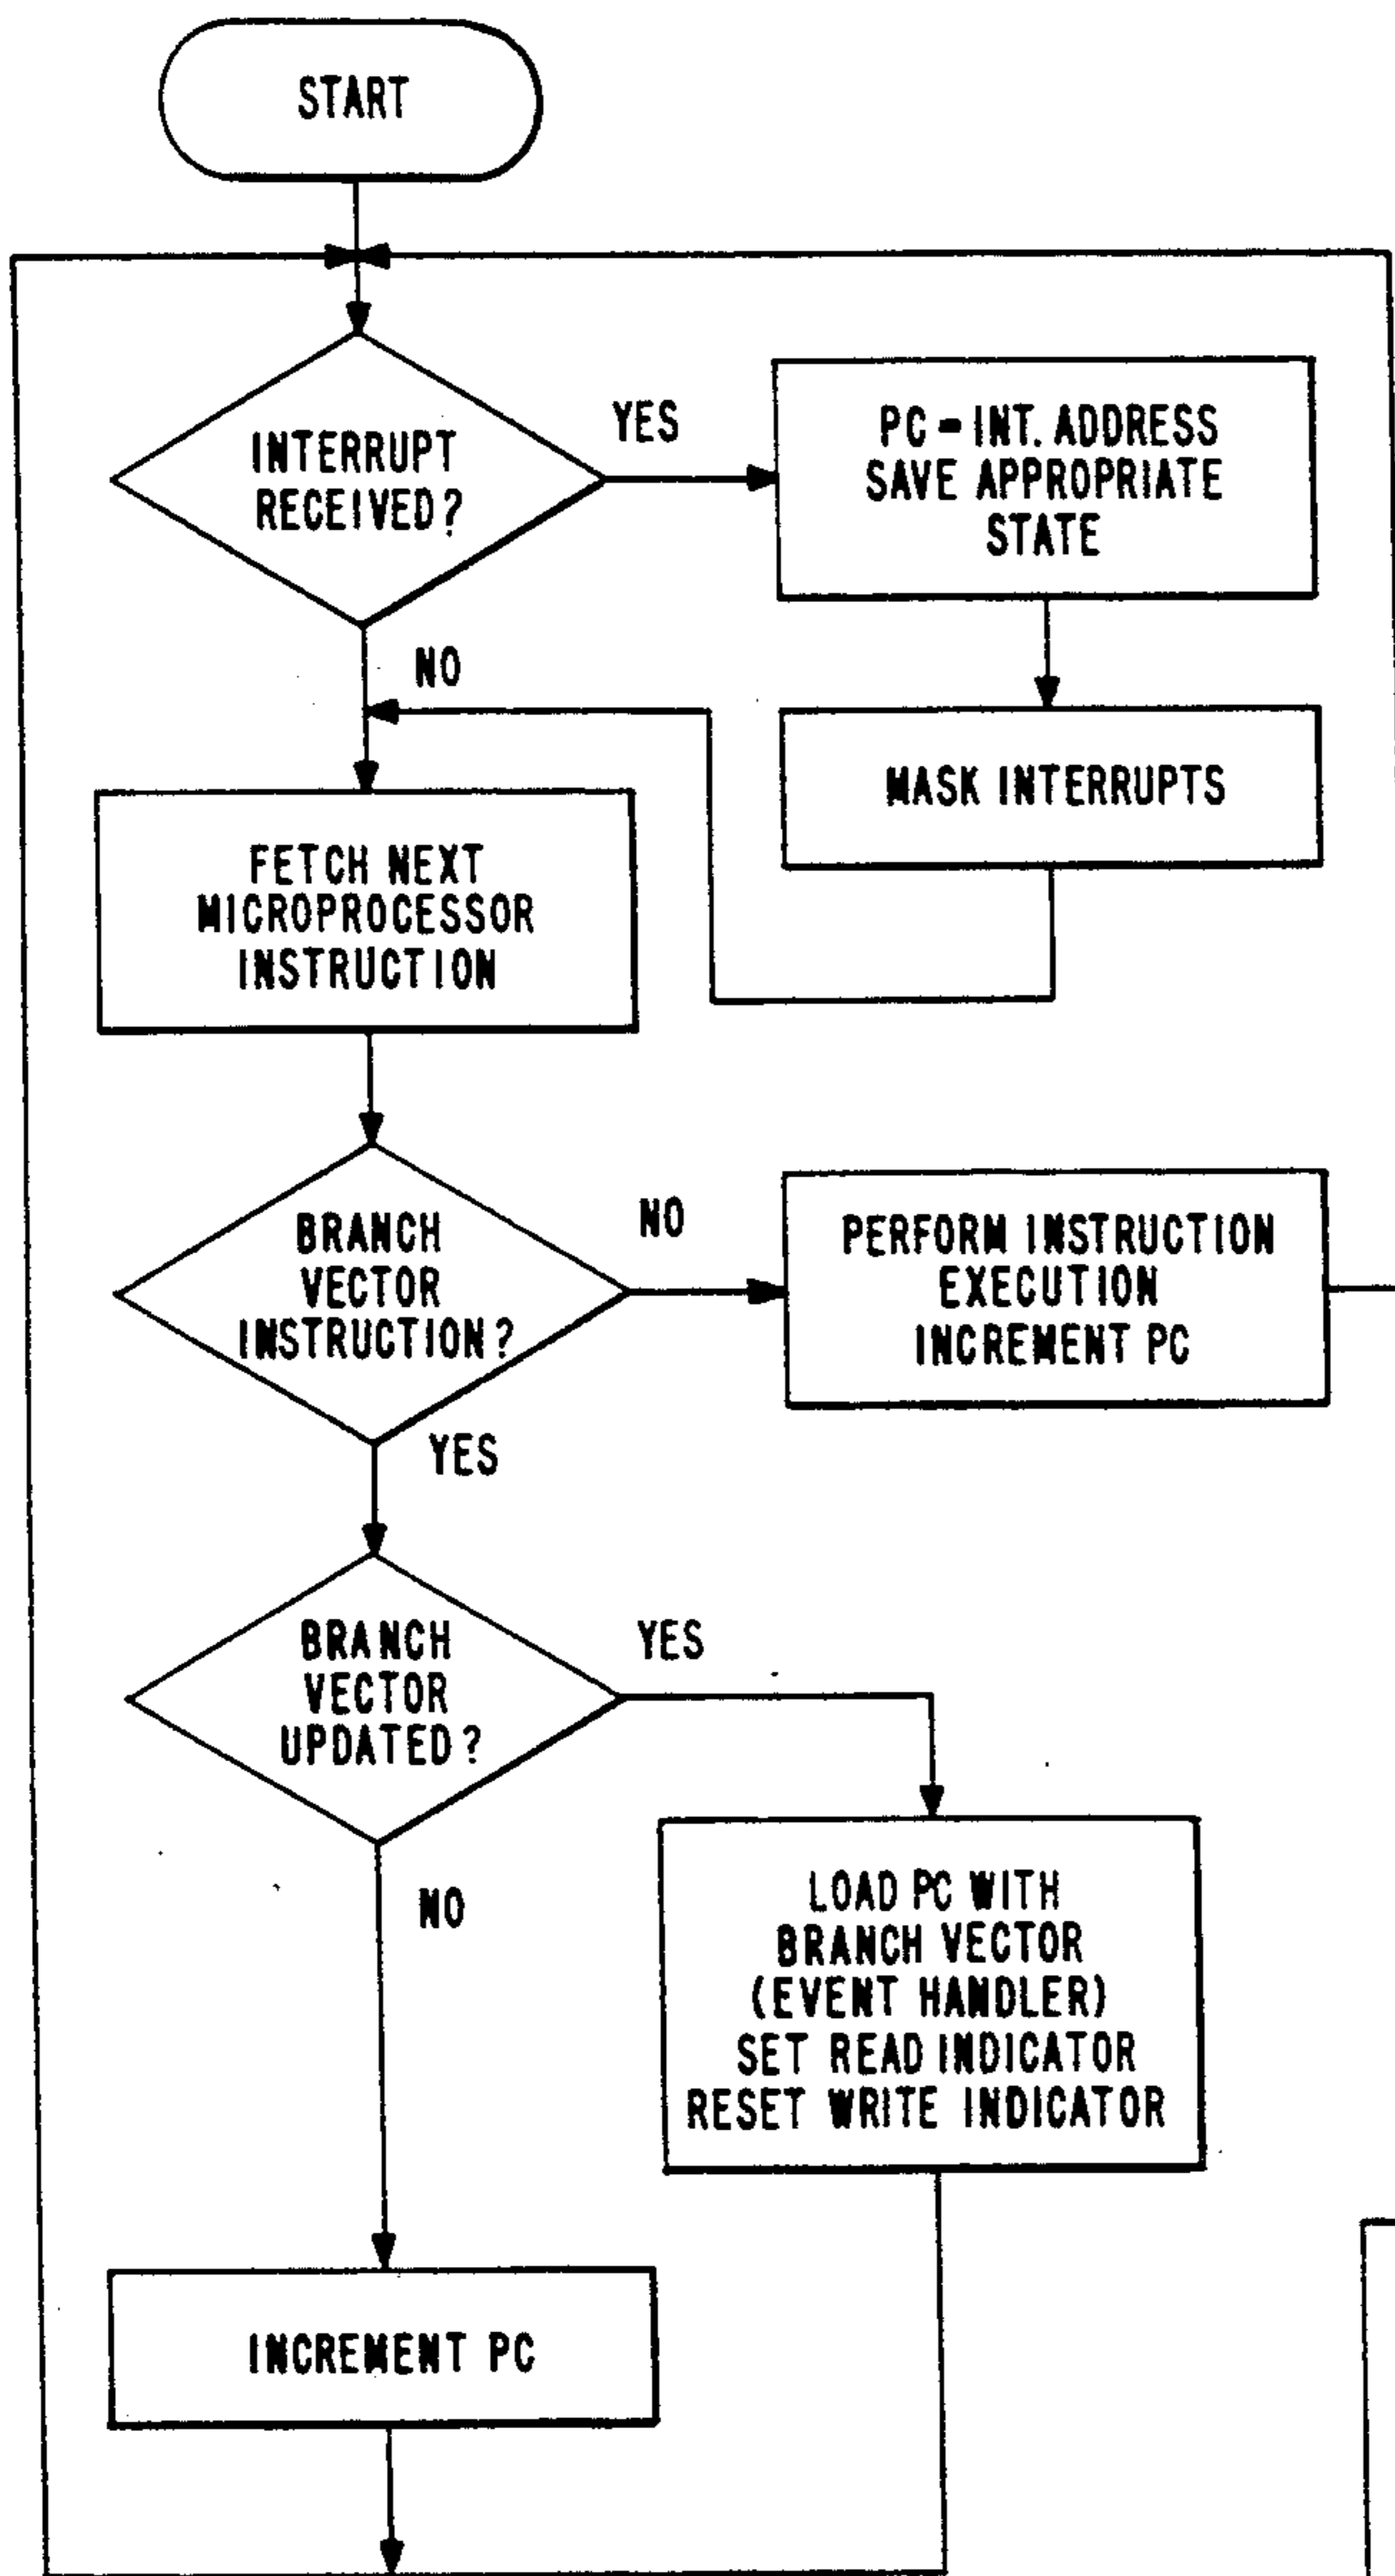 START
INTERRUPT
RECEIVED?
YES
PC = INT. ADDRESS
SAVE APPROPRIATE
STATE
NO
MASK INTERRUPTS
FETCH NEXT
MICROPROCESSOR
INSTRUCTION
BRANCH
VECTOR
INSTRUCTION?
NO
PERFORM INSTRUCTION
EXECUTION
INCREMENT PC
YES
BRANCH
VECTOR
UPDATED?
YES
NO
LOAD PC WITH
BRANCH VECTOR
(EVENT HANDLER)
SET READ INDICATOR
RESET WRITE INDICATOR
INCREMENT PC